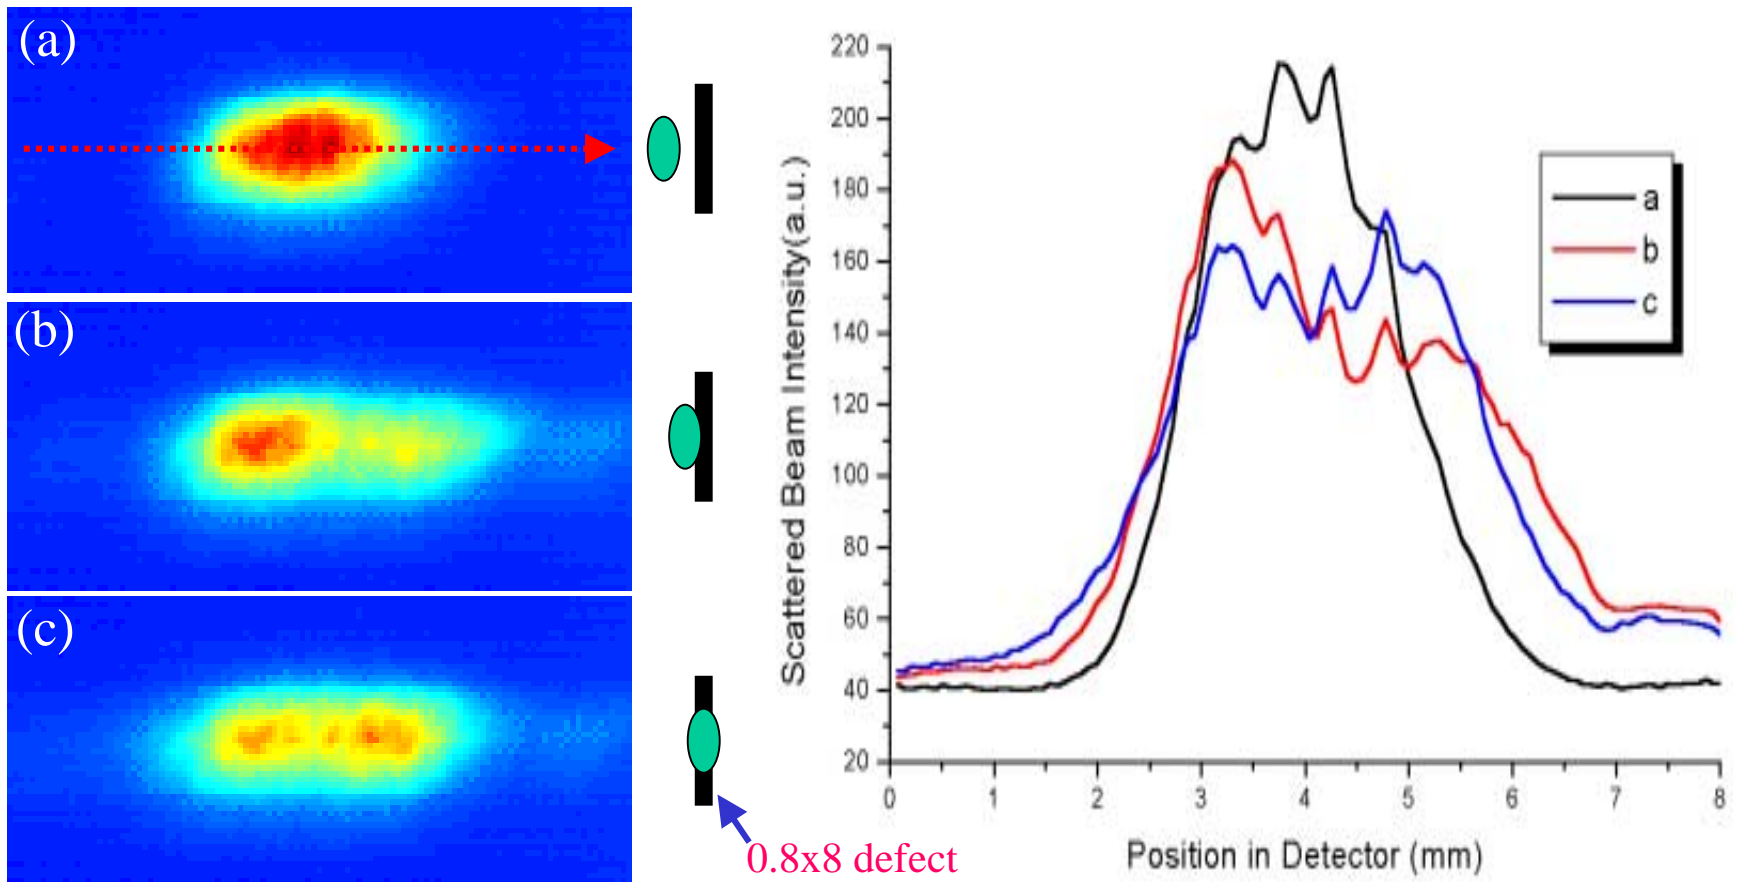 (a)
(b)
(c)
0.8x8 defect
Scattered Beam Intensity(a.u.)
220
200
180
160
140
120
100
80
60
40
20
0 1 2 3 4 5 6 7 8
Position in Detector (mm)
a
b
c